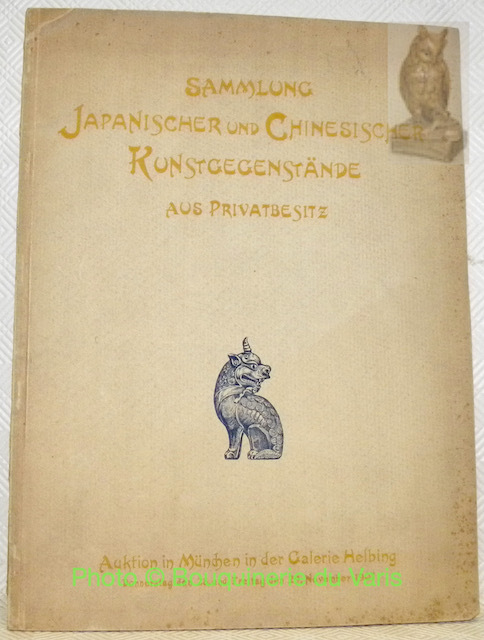 SAMMLUNG
JAPANISCHER UND CHINESISCHER
KUNSTGEGENSTÄNDE
AUS PRIVATBESITZ
Auktion in München in der Galerie Helbing
Photo © Bouquinerie du Varis